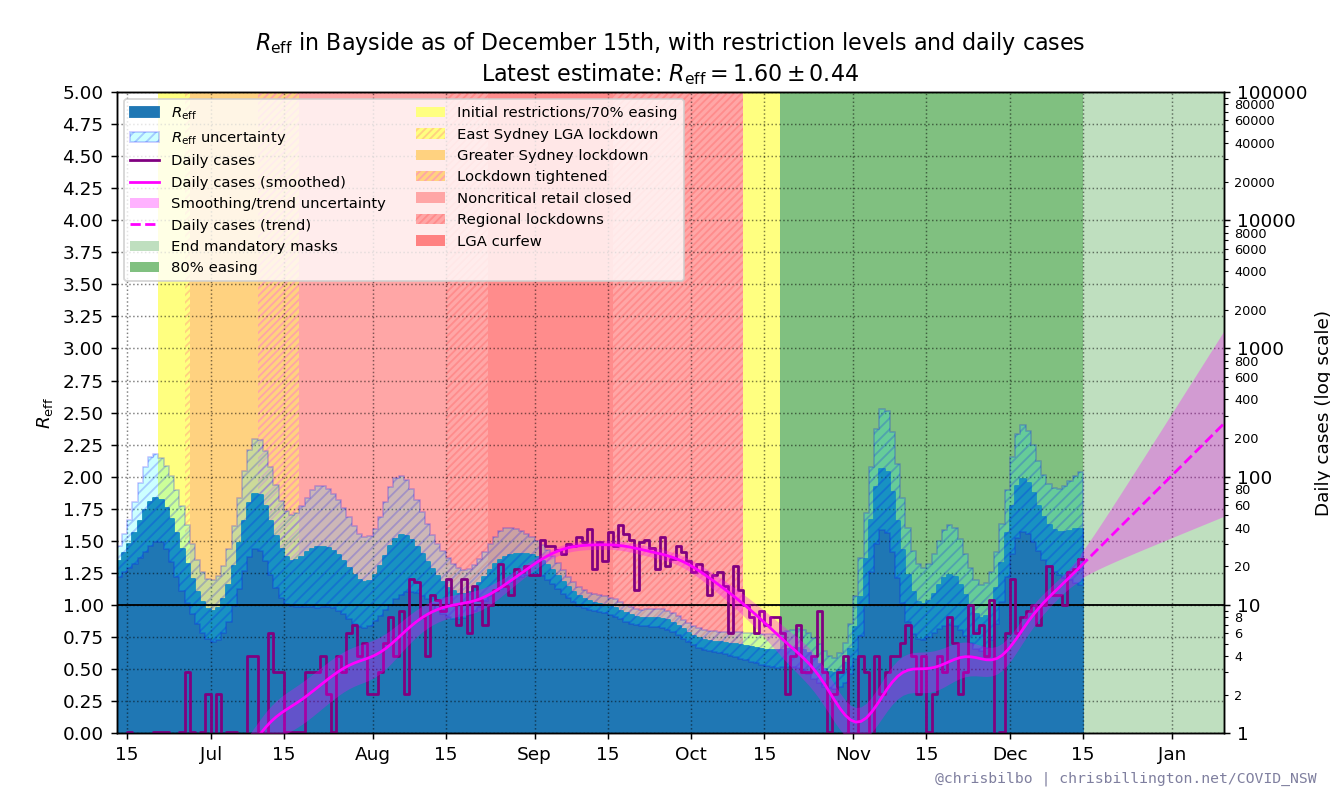 Reff in Bayside as of December 15th, with restriction levels and daily cases
Latest estimate: Reff = 1.60 ± 0.44
Reff
Reff uncertainty
Daily cases
Daily cases (smoothed)
Smoothing/trend uncertainty
Daily cases (trend)
End mandatory masks
80% easing
Initial restrictions/70% easing
East Sydney LGA lockdown
Greater Sydney lockdown
Lockdown tightened
Noncritical retail closed
Regional lockdowns
LGA curfew
Reff
5.00
4.75
4.50
4.25
4.00
3.75
3.50
3.25
3.00
2.75
2.50
2.25
2.00
1.75
1.50
1.25
1.00
0.75
0.50
0.25
0.00
15
Jul
15
Aug
15
Sep
15
Oct
15
Nov
15
Dec
15
Jan
100000
80000
60000
40000
20000
10000
8000
6000
4000
2000
1000
800
600
400
200
100
80
60
40
20
10
8
6
4
2
1
Daily cases (log scale)
@chrisbilbo | chrisbillington.net/COVID_NSW